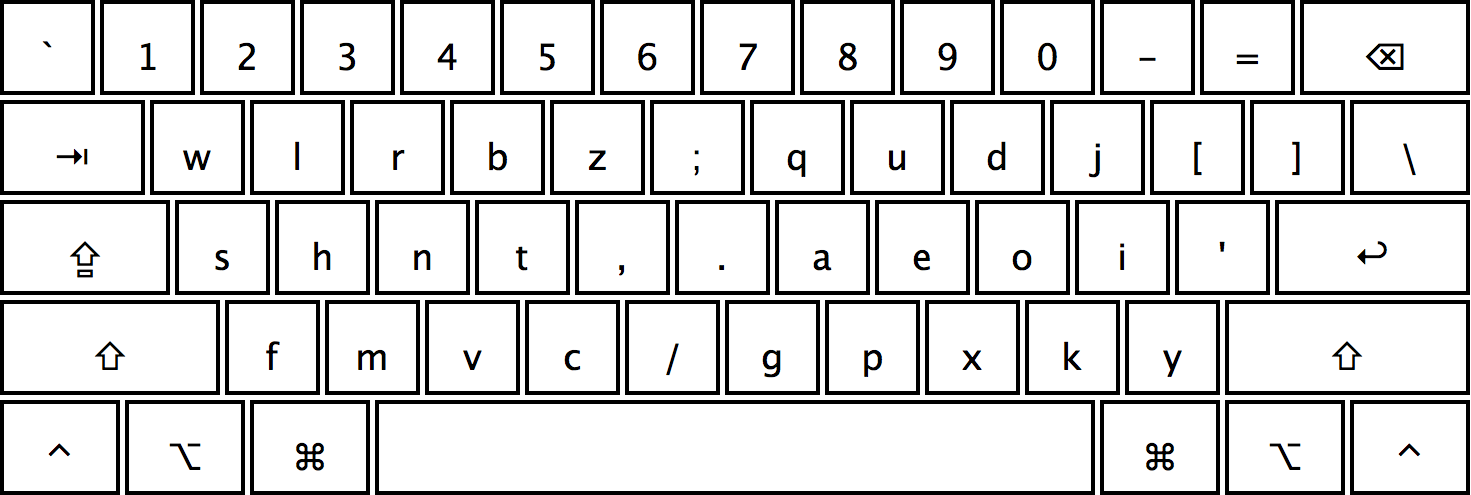 ` 1 2 3 4 5 6 7 8 9 0 - = ⌫
⇥ w l r b z ; q u d j [ ] \
⇪ s h n t , . a e o i ' ↩
⇧ f m v c / g p x k y ⇧
^ ⌥ ⌘ ⌘ ⌥ ^